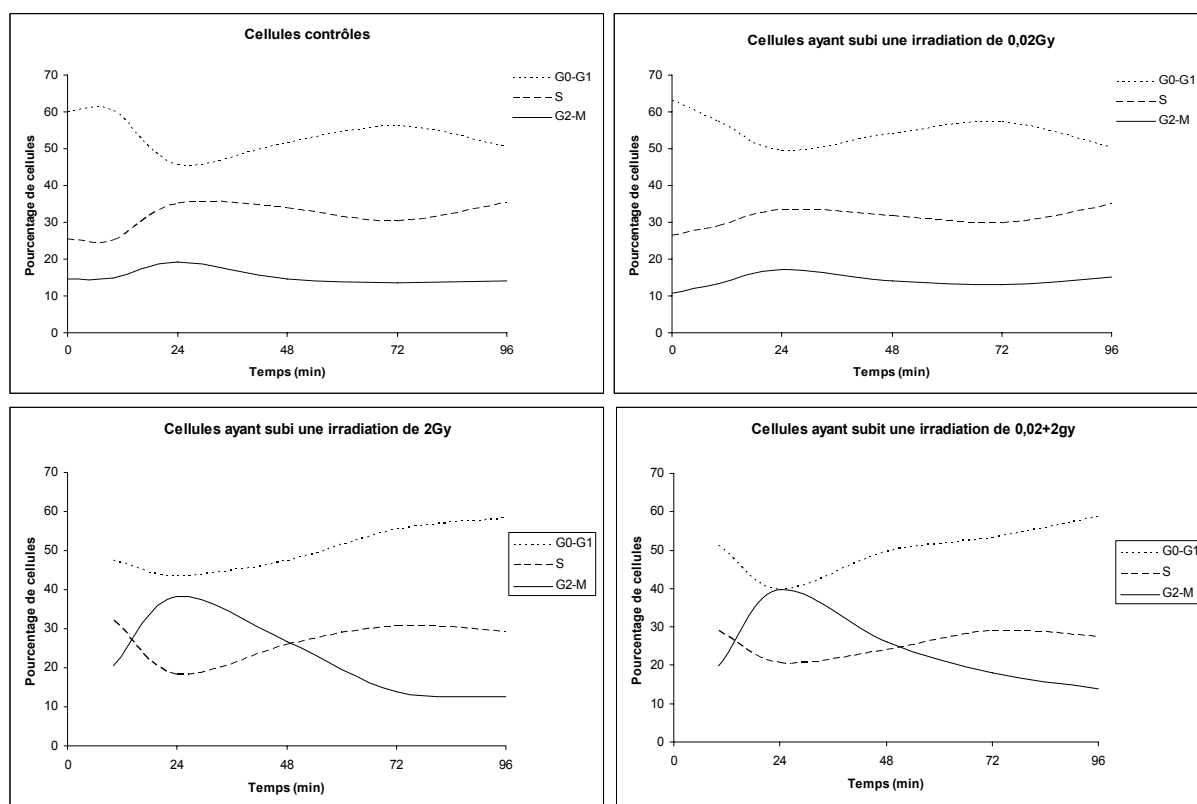 Cellules contrôles
Pourcentage de cellules
70
60
50
40
30
20
10
0
0 24 48 72 96
Temps (min)
G0-G1
S
G2-M
Cellules ayant subi une irradiation de 0,02Gy
Pourcentage de cellules
70
60
50
40
30
20
10
0
0 24 48 72 96
Temps (min)
G0-G1
S
G2-M
Cellules ayant subi une irradiation de 2Gy
Pourcentage de cellules
70
60
50
40
30
20
10
0
0 24 48 72 96
Temps (min)
G0-G1
S
G2-M
Cellules ayant subit une irradiation de 0,02+2gy
Pourcentage de cellules
70
60
50
40
30
20
10
0
0 24 48 72 96
Temps (min)
G0-G1
S
G2-M